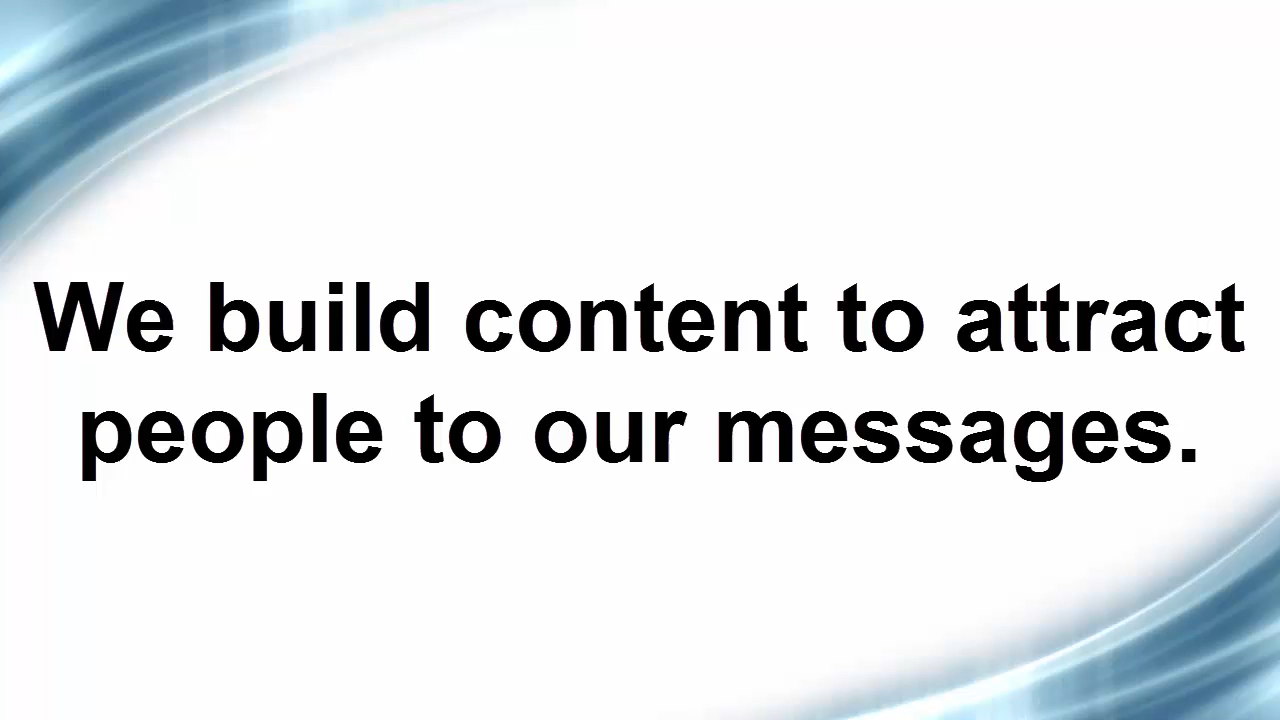 We build content to attract
people to our messages.